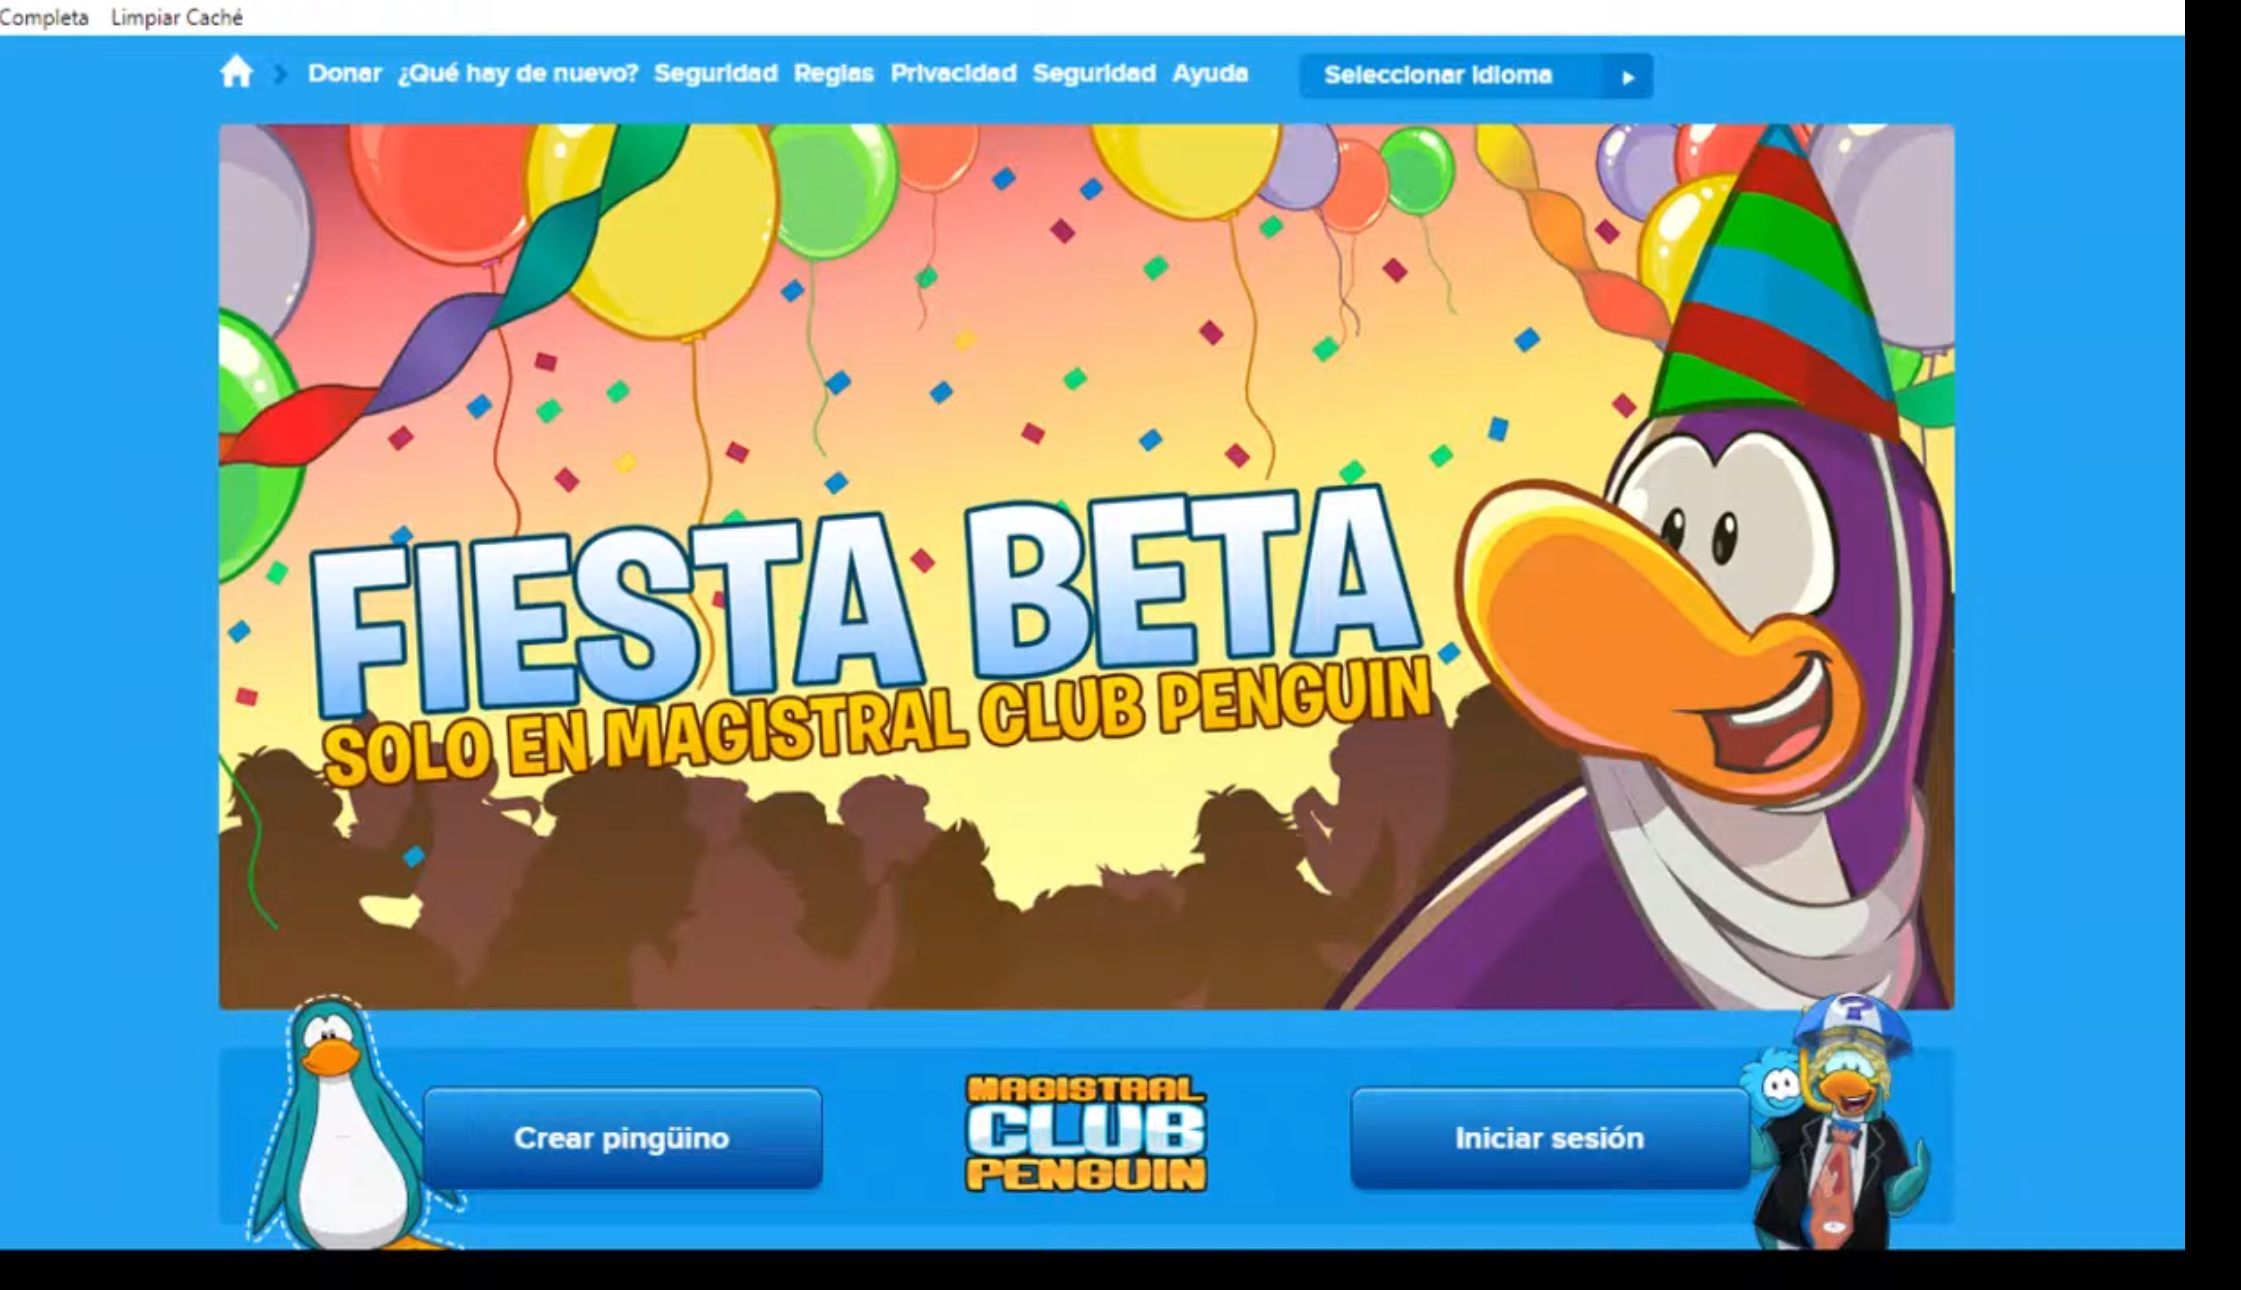 Completa Limpiar Caché
Donar ¿Qué hay de nuevo? Seguridad Reglas Privacidad Seguridad Ayuda Seleccionar idioma
FIESTA BETA
SOLO EN MAGISTRAL CLUB PENGUIN
?
Crear pingüino
MAGISTRAL
CLUB
PENGUIN
Iniciar sesión